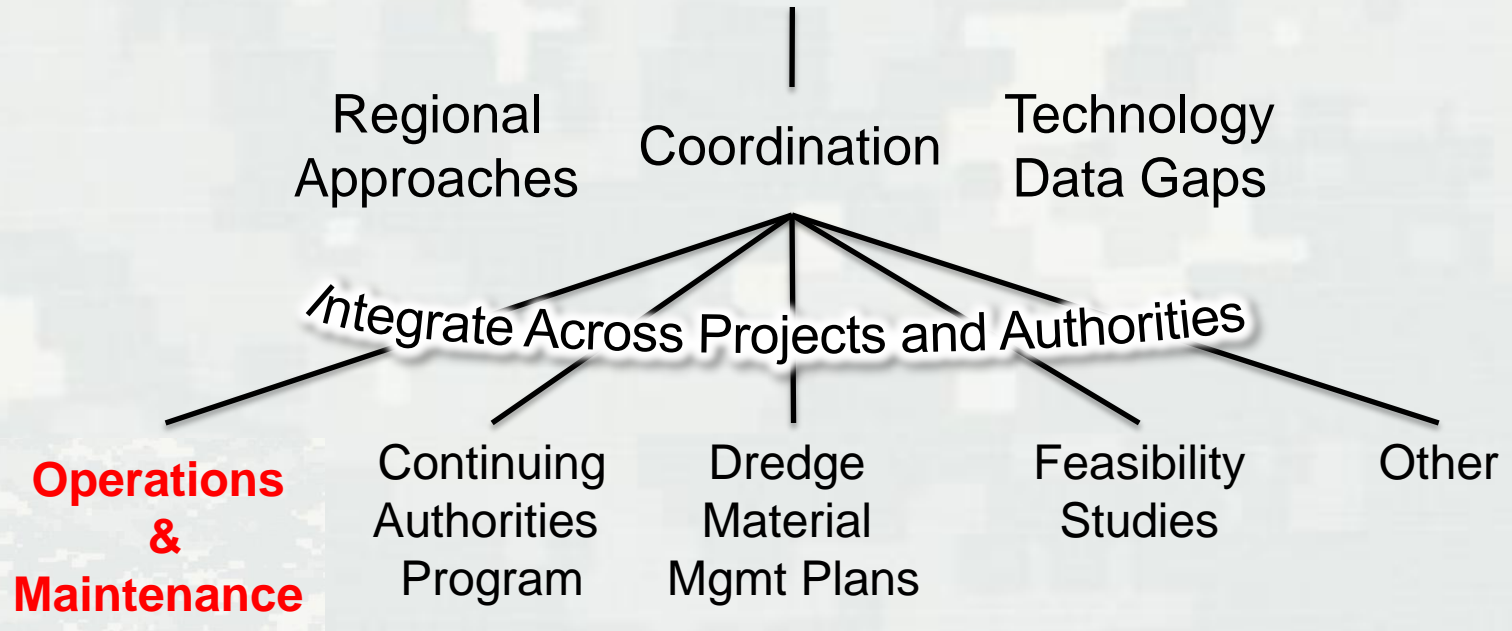 Regional
Approaches
Coordination
Technology
Data Gaps
Integrate Across Projects and Authorities
Operations
&
Maintenance
Continuing
Authorities
Program
Dredge
Material
Mgmt Plans
Feasibility
Studies
Other